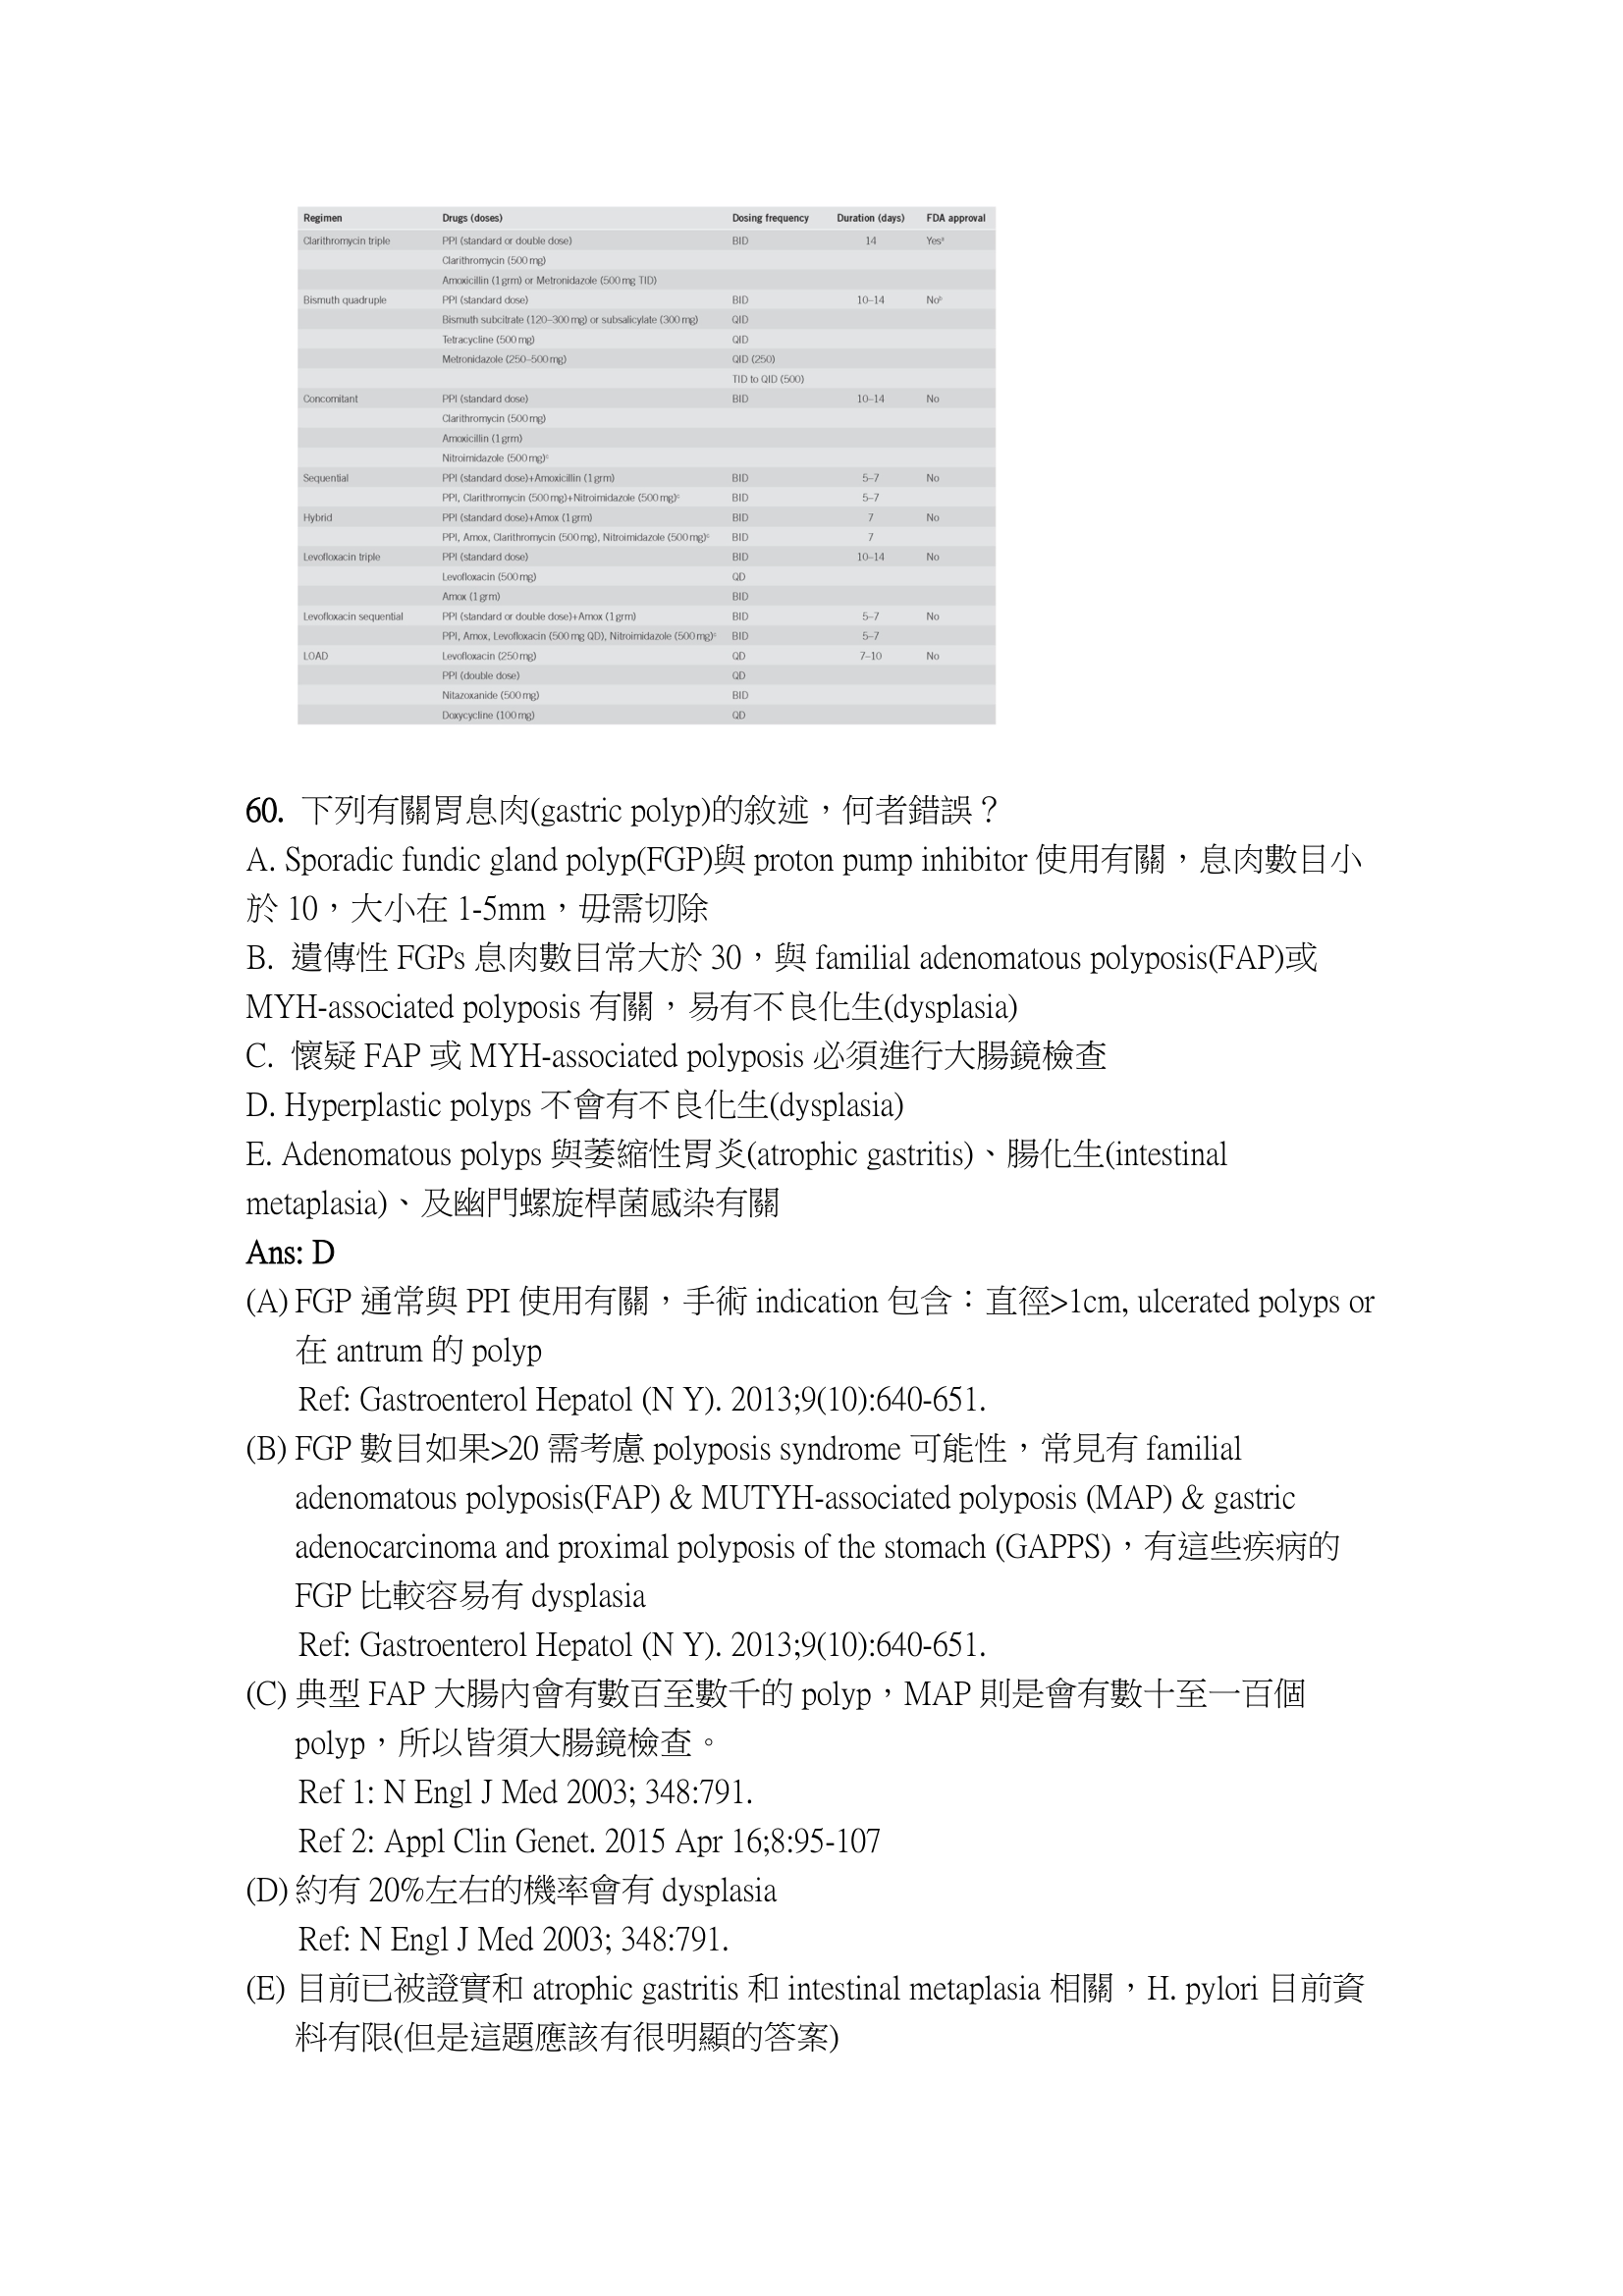 Regimen Drugs (doses) Dosing frequency Duration (days) FDA approval
Clarithromycin triple PPI (standard or double dose) BID 14 Yesᵃ
Clarithromycin (500 mg)
Amoxicillin (1 grm) or Metronidazole (500 mg TID)
Bismuth quadruple PPI (standard dose) BID 10–14 Noᵇ
Bismuth subcitrate (120–300 mg) or subsalicylate (300 mg) QID
Tetracycline (500 mg) QID
Metronidazole (250–500 mg) QID (250)
TID to QID (500)
Concomitant PPI (standard dose) BID 10–14 No
Clarithromycin (500 mg)
Amoxicillin (1 grm)
Nitroimidazole (500 mg)ᶜ
Sequential PPI (standard dose)+Amoxicillin (1 grm) BID 5–7 No
PPI, Clarithromycin (500 mg)+Nitroimidazole (500 mg)ᶜ BID 5–7
Hybrid PPI (standard dose)+Amox (1 grm) BID 7 No
PPI, Amox, Clarithromycin (500 mg), Nitroimidazole (500 mg)ᶜ BID 7
Levofloxacin triple PPI (standard dose) BID 10–14 No
Levofloxacin (500 mg) QD
Amox (1 grm) BID
Levofloxacin sequential PPI (standard or double dose)+Amox (1 grm) BID 5–7 No
PPI, Amox, Levofloxacin (500 mg QD), Nitroimidazole (500 mg)ᶜ BID 5–7
LOAD Levofloxacin (250 mg) QD 7–10 No
PPI (double dose) QD
Nitazoxanide (500 mg) BID
Doxycycline (100 mg) QD
60. 下列有關胃息肉(gastric polyp)的敘述，何者錯誤？
A. Sporadic fundic gland polyp(FGP)與 proton pump inhibitor 使用有關，息肉數目小
於 10，大小在 1-5mm，毋需切除
B. 遺傳性 FGPs 息肉數目常大於 30，與 familial adenomatous polyposis(FAP)或
MYH-associated polyposis 有關，易有不良化生(dysplasia)
C. 懷疑 FAP 或 MYH-associated polyposis 必須進行大腸鏡檢查
D. Hyperplastic polyps 不會有不良化生(dysplasia)
E. Adenomatous polyps 與萎縮性胃炎(atrophic gastritis)、腸化生(intestinal
metaplasia)、及幽門螺旋桿菌感染有關
Ans: D
(A) FGP 通常與 PPI 使用有關，手術 indication 包含：直徑>1cm, ulcerated polyps or
在 antrum 的 polyp
Ref: Gastroenterol Hepatol (N Y). 2013;9(10):640-651.
(B) FGP 數目如果>20 需考慮 polyposis syndrome 可能性，常見有 familial
adenomatous polyposis(FAP) & MUTYH-associated polyposis (MAP) & gastric
adenocarcinoma and proximal polyposis of the stomach (GAPPS)，有這些疾病的
FGP 比較容易有 dysplasia
Ref: Gastroenterol Hepatol (N Y). 2013;9(10):640-651.
(C) 典型 FAP 大腸內會有數百至數千的 polyp，MAP 則是會有數十至一百個
polyp，所以皆須大腸鏡檢查。
Ref 1: N Engl J Med 2003; 348:791.
Ref 2: Appl Clin Genet. 2015 Apr 16;8:95-107
(D) 約有 20%左右的機率會有 dysplasia
Ref: N Engl J Med 2003; 348:791.
(E) 目前已被證實和 atrophic gastritis 和 intestinal metaplasia 相關，H. pylori 目前資
料有限(但是這題應該有很明顯的答案)